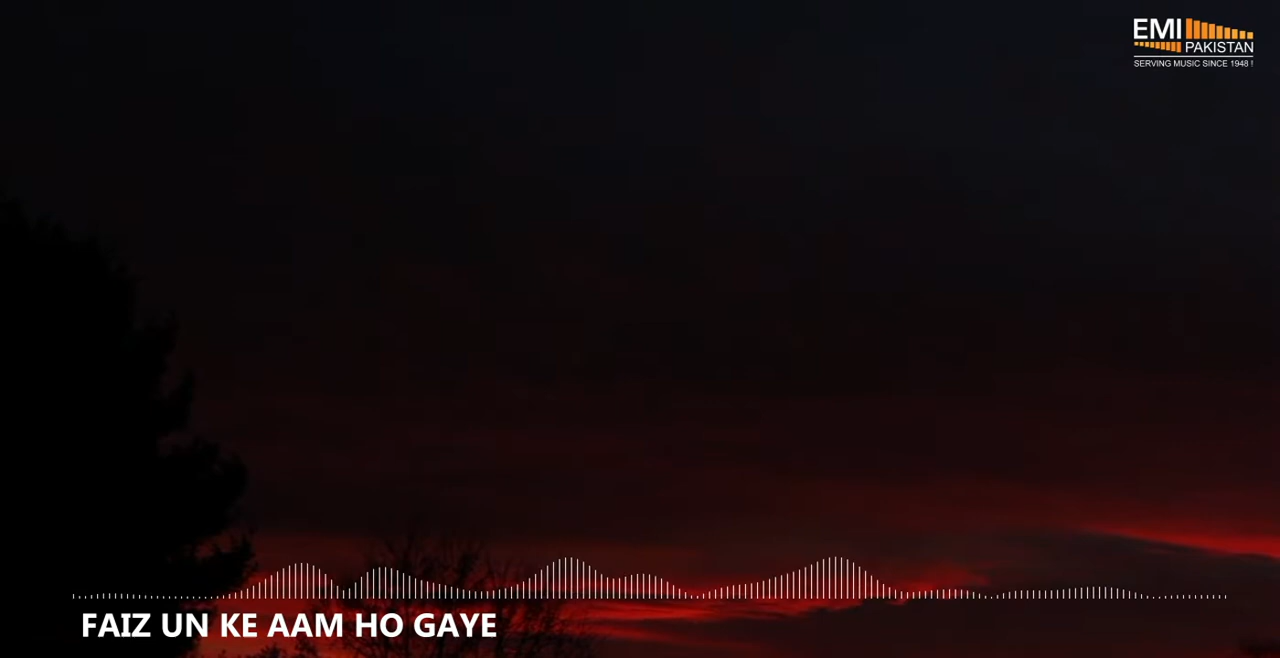 EMI
PAKISTAN
SERVING MUSIC SINCE 1948 !
FAIZ UN KE AAM HO GAYE